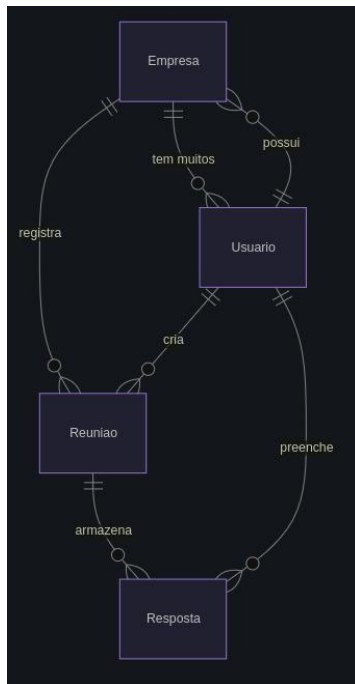 Empresa
possui
tem muitos
registra
Usuario
cria
Reuniao
preenche
armazena
Resposta